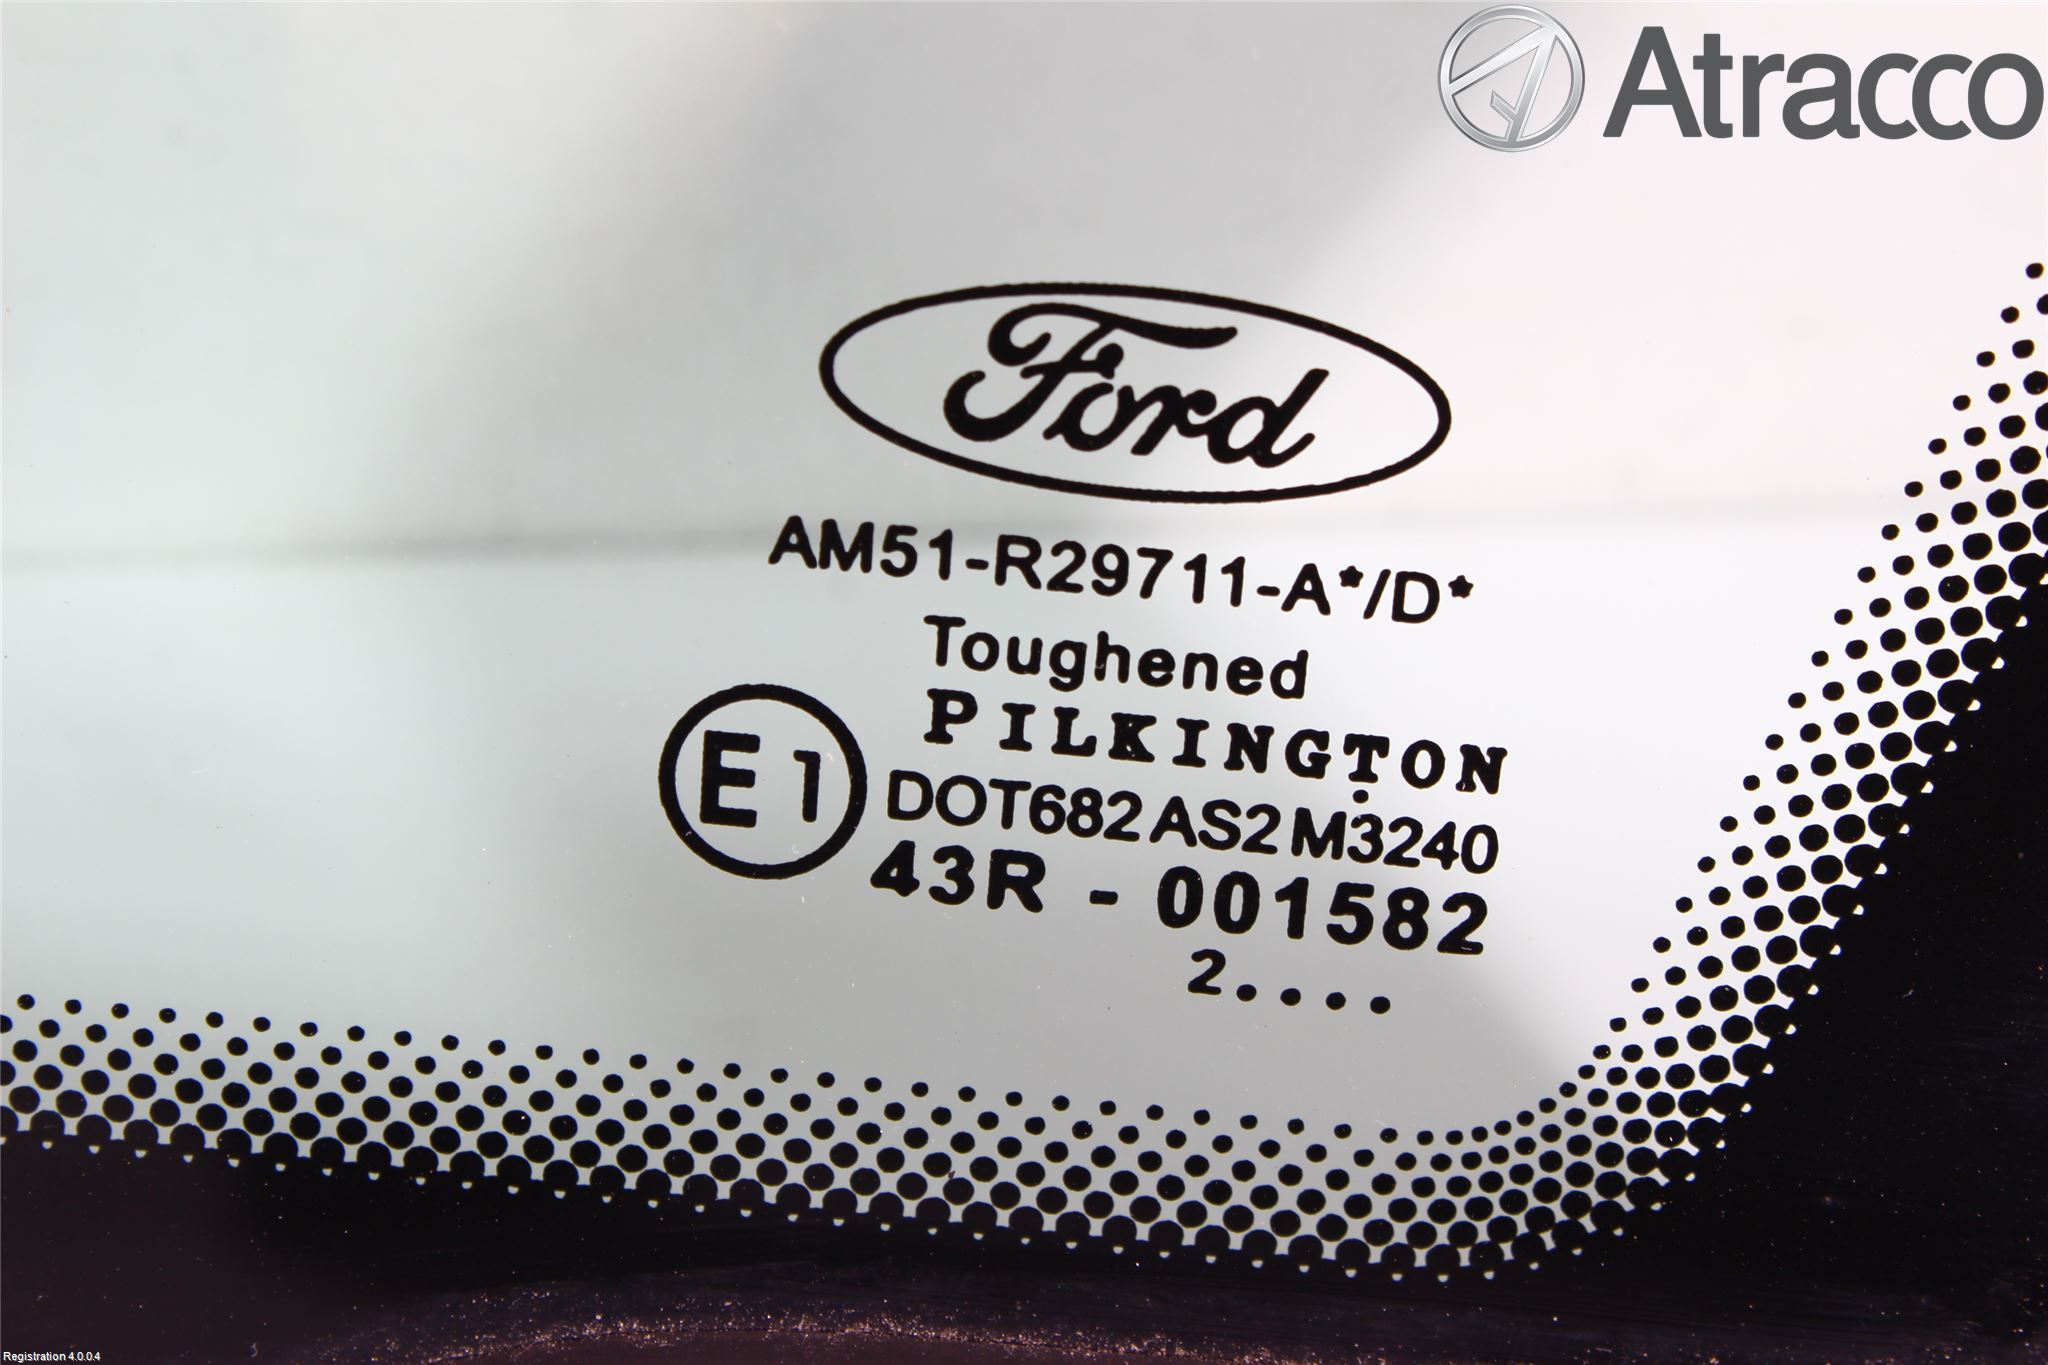 Atracco
Ford
AM51-R29711-A*/D*
Toughened
PILKINGTON
E1
DOT682 AS2 M3240
43R - 001582
2....
Registration 4.0.0.4